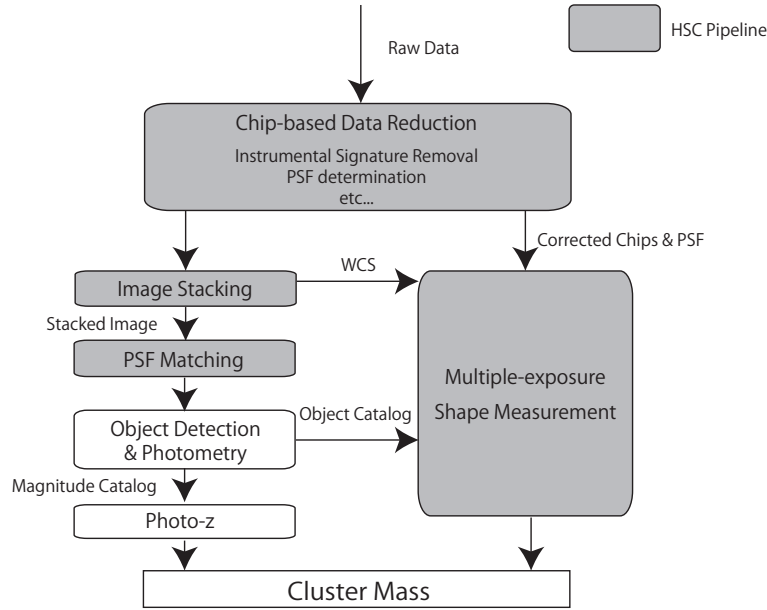 Raw Data
HSC Pipeline
Chip-based Data Reduction
Instrumental Signature Removal
PSF determination
etc...
Corrected Chips & PSF
WCS
Image Stacking
Stacked Image
PSF Matching
Multiple-exposure
Shape Measurement
Object Catalog
Object Detection
& Photometry
Magnitude Catalog
Photo-z
Cluster Mass